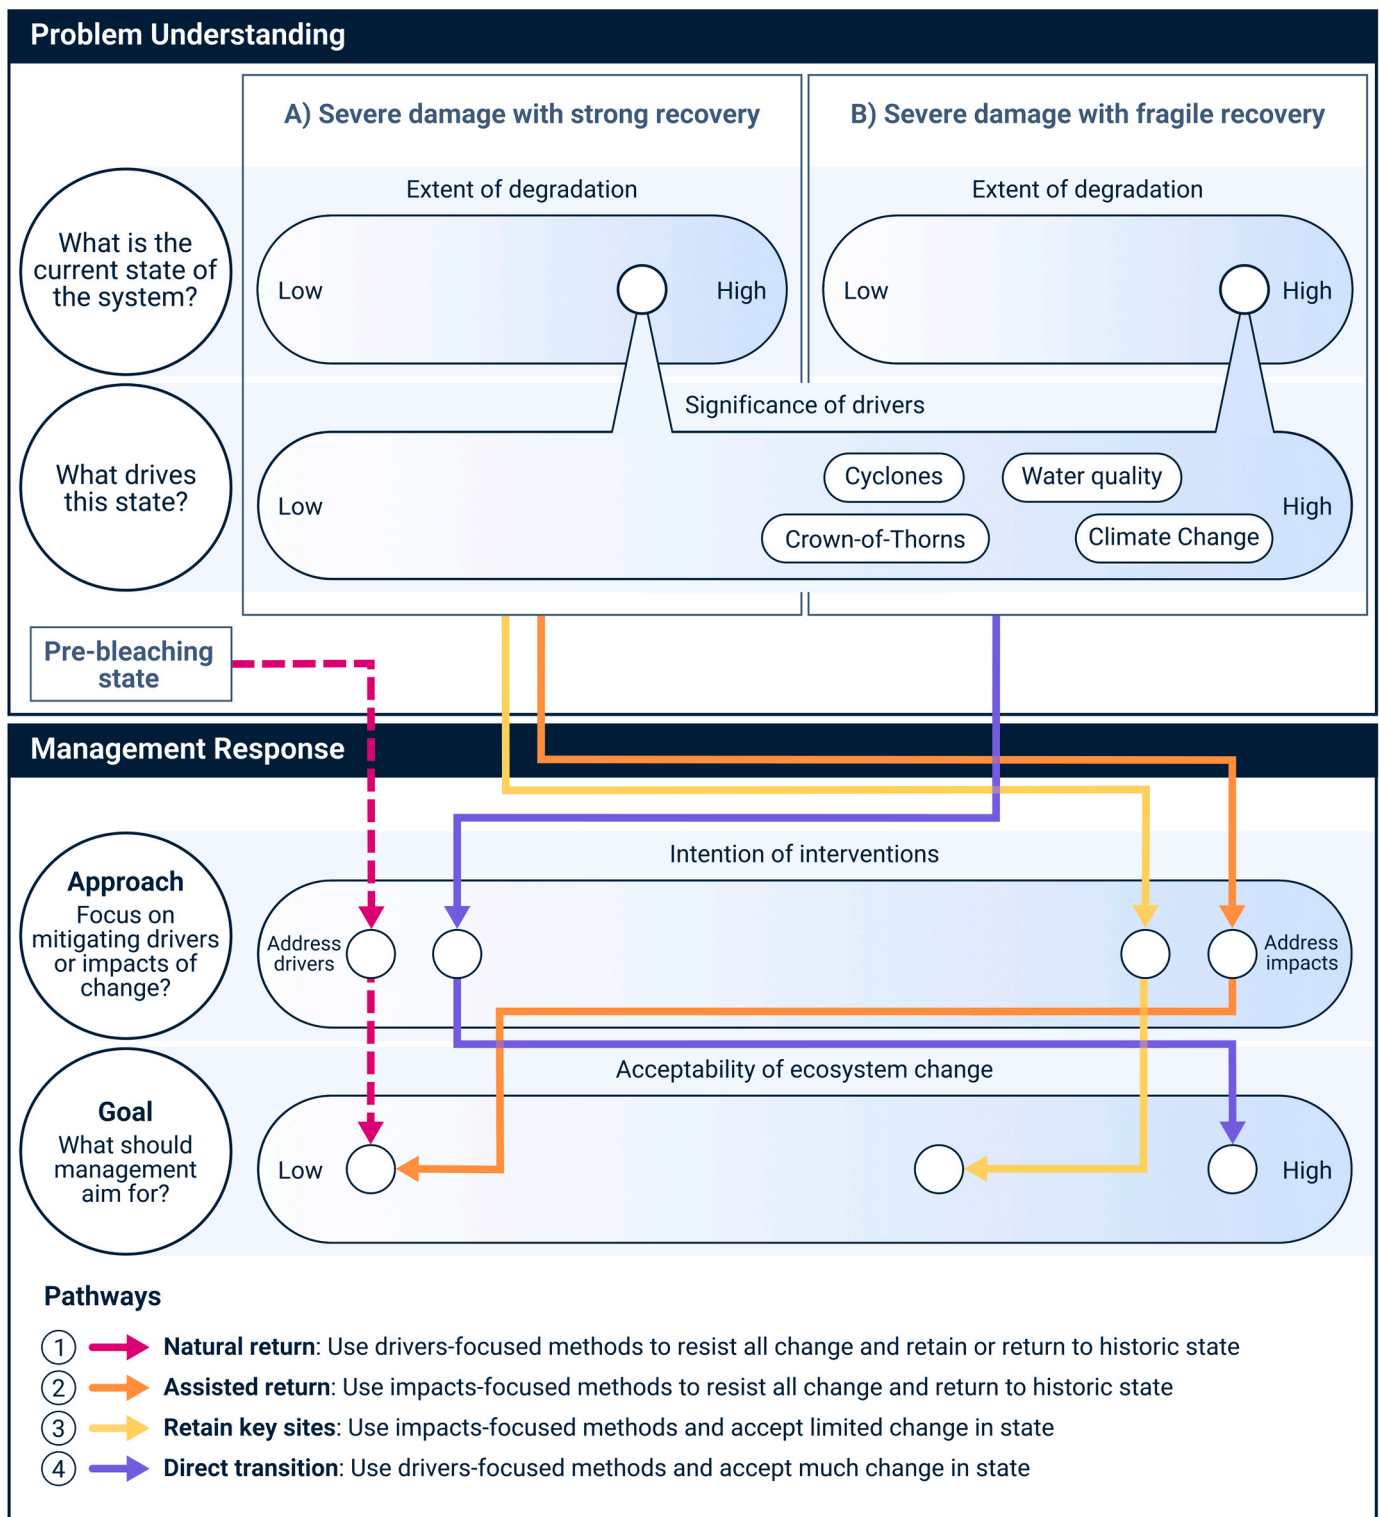 Problem Understanding
A) Severe damage with strong recovery
B) Severe damage with fragile recovery
What is the
current state of
the system?
Extent of degradation
Low
High
Extent of degradation
Low
High
What drives
this state?
Significance of drivers
Low
Cyclones
Water quality
Crown-of-Thorns
Climate Change
High
Pre-bleaching
state
Management Response
Approach
Focus on
mitigating drivers
or impacts of
change?
Intention of interventions
Address
drivers
Address
impacts
Goal
What should
management
aim for?
Acceptability of ecosystem change
Low
High
Pathways
1 Natural return: Use drivers-focused methods to resist all change and retain or return to historic state
2 Assisted return: Use impacts-focused methods to resist all change and return to historic state
3 Retain key sites: Use impacts-focused methods and accept limited change in state
4 Direct transition: Use drivers-focused methods and accept much change in state